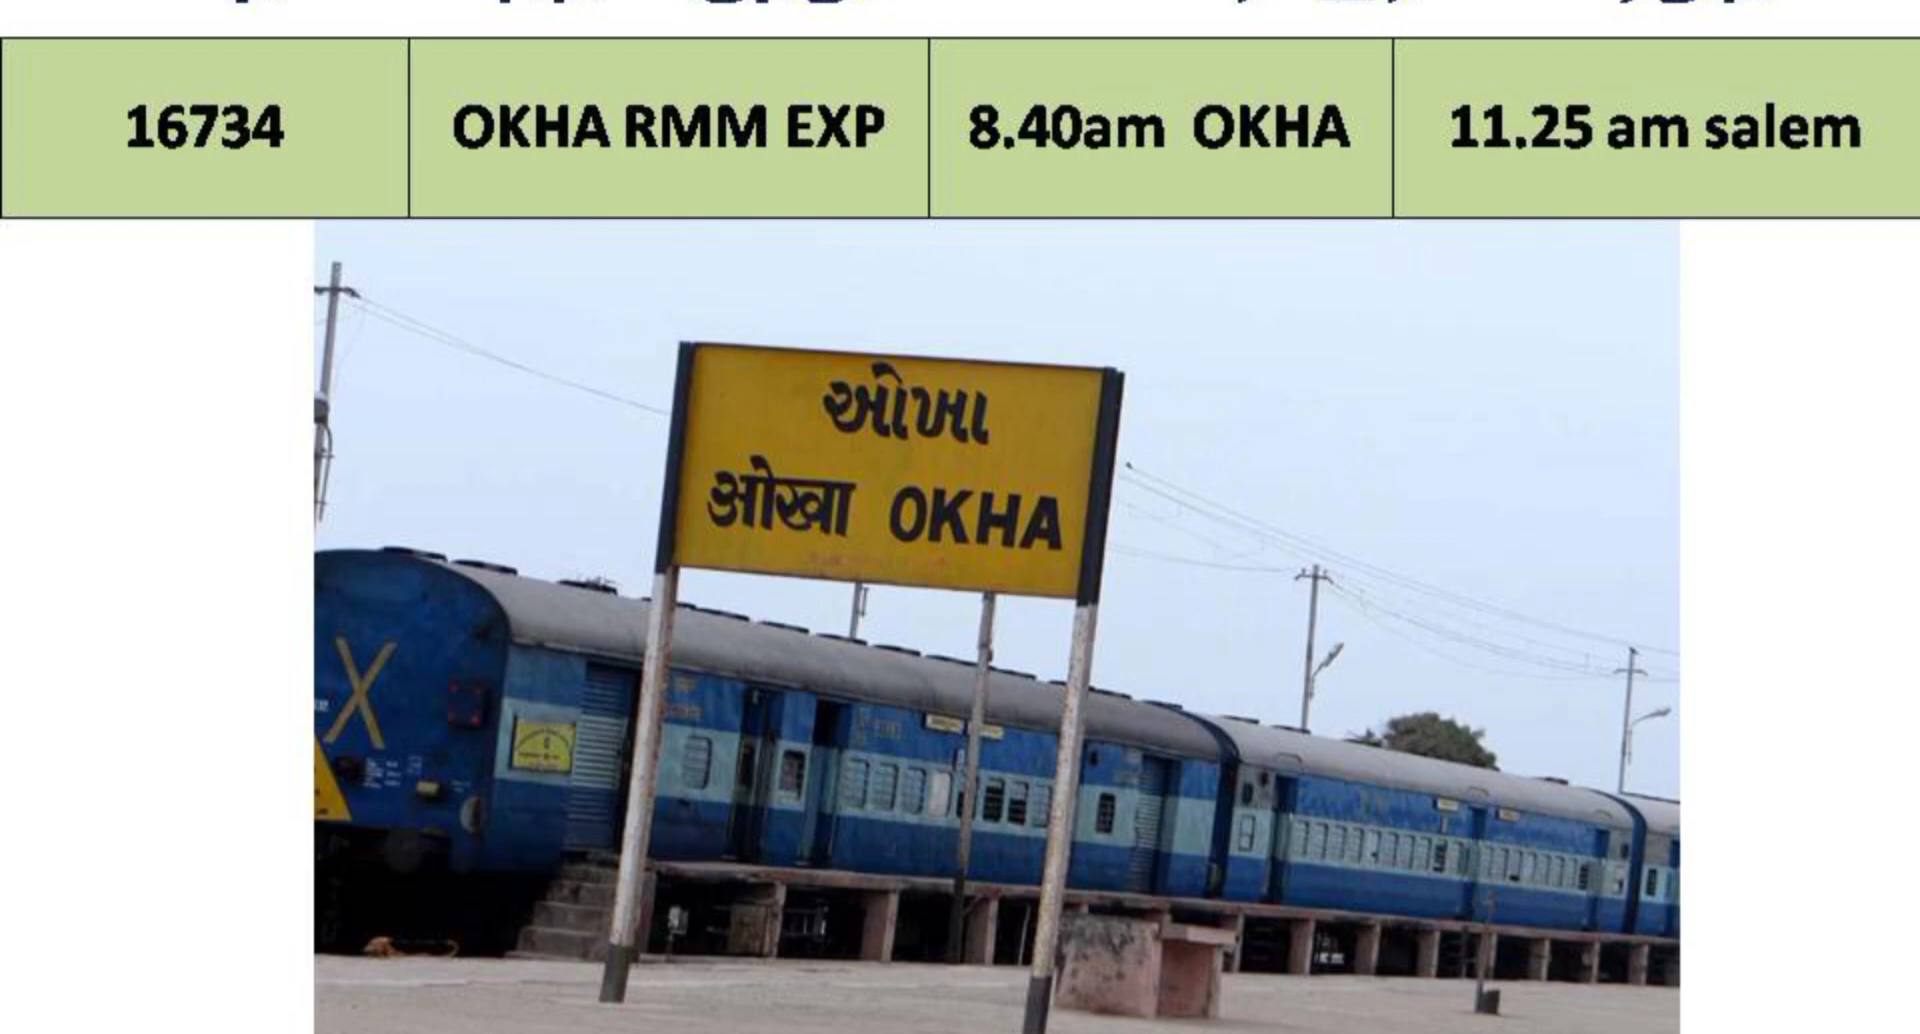 16734 OKHA RMM EXP 8.40am OKHA 11.25 am salem
ઓખા
ओखा OKHA
X